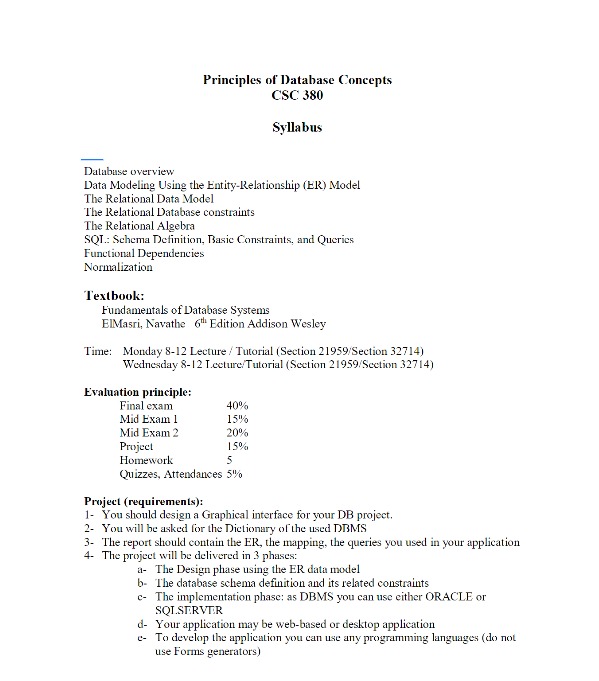 Principles of Database Concepts
CSC 380
Syllabus
Database overview
Data Modeling Using the Entity-Relationship (ER) Model
The Relational Data Model
The Relational Database constraints
The Relational Algebra
SQL: Schema Definition, Basic Constraints, and Queries
Functional Dependencies
Normalization
Textbook:
Fundamentals of Database Systems
ElMasri, Navathe 6th Edition Addison Wesley
Time: Monday 8-12 Lecture / Tutorial (Section 21959/Section 32714)
Wednesday 8-12 Lecture/Tutorial (Section 21959/Section 32714)
Evaluation principle:
Final exam 40%
Mid Exam 1 15%
Mid Exam 2 20%
Project 15%
Homework 5
Quizzes, Attendances 5%
Project (requirements):
1- You should design a Graphical interface for your DB project.
2- You will be asked for the Dictionary of the used DBMS
3- The report should contain the ER, the mapping, the queries you used in your application
4- The project will be delivered in 3 phases:
a- The Design phase using the ER data model
b- The database schema definition and its related constraints
c- The implementation phase: as DBMS you can use either ORACLE or
SQLSERVER
d- Your application may be web-based or desktop application
e- To develop the application you can use any programming languages (do not
use Forms generators)